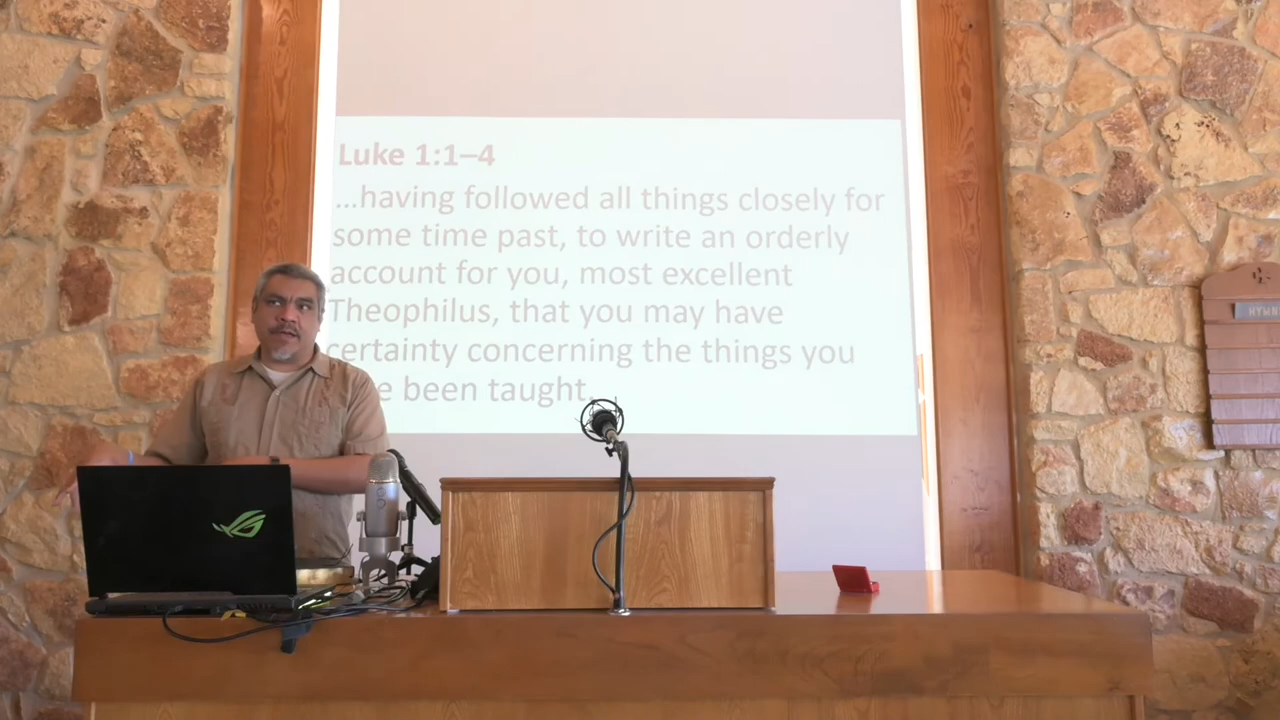 Luke 1:1–4
…having followed all things closely for
some time past, to write an orderly
account for you, most excellent
Theophilus, that you may have
certainty concerning the things you
been taught.
HYMN